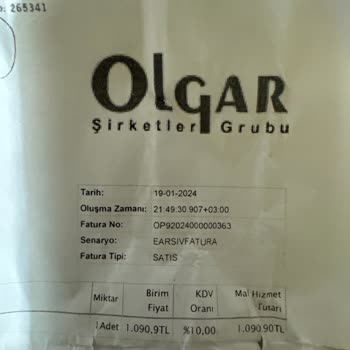 o: 265341
OlgAR
Şirketler Grubu
Tarih: 19-01-2024
Oluşma Zamanı: 21:49:30.907+03:00
Fatura No: OP92024000000363
Senaryo: EARSIVFATURA
Fatura Tipi: SATIS
Miktar Birim Fiyat KDV Oranı Mal Hizmet Tutarı
1 Adet 1.090,9TL %10,00 1.090,90TL